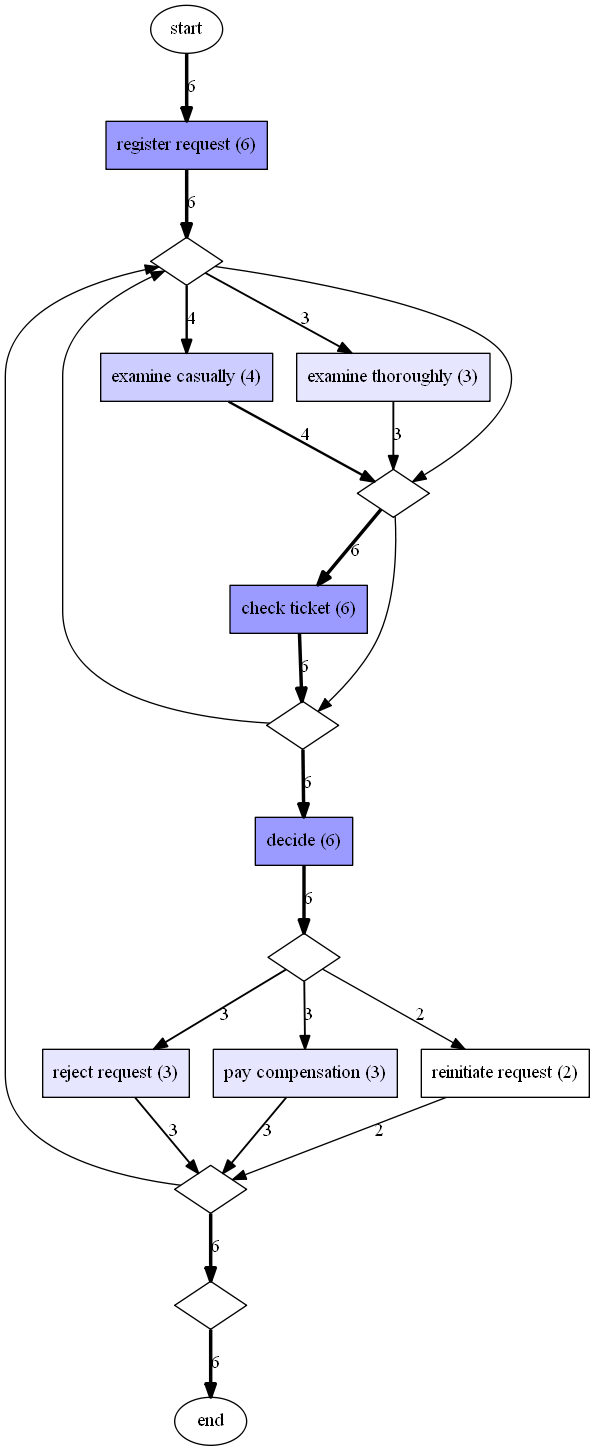 start
6
register request (6)
6
4
3
examine casually (4)
examine thoroughly (3)
4
3
6
check ticket (6)
6
6
decide (6)
6
3
3
2
reject request (3)
pay compensation (3)
reinitiate request (2)
3
3
2
6
6
end